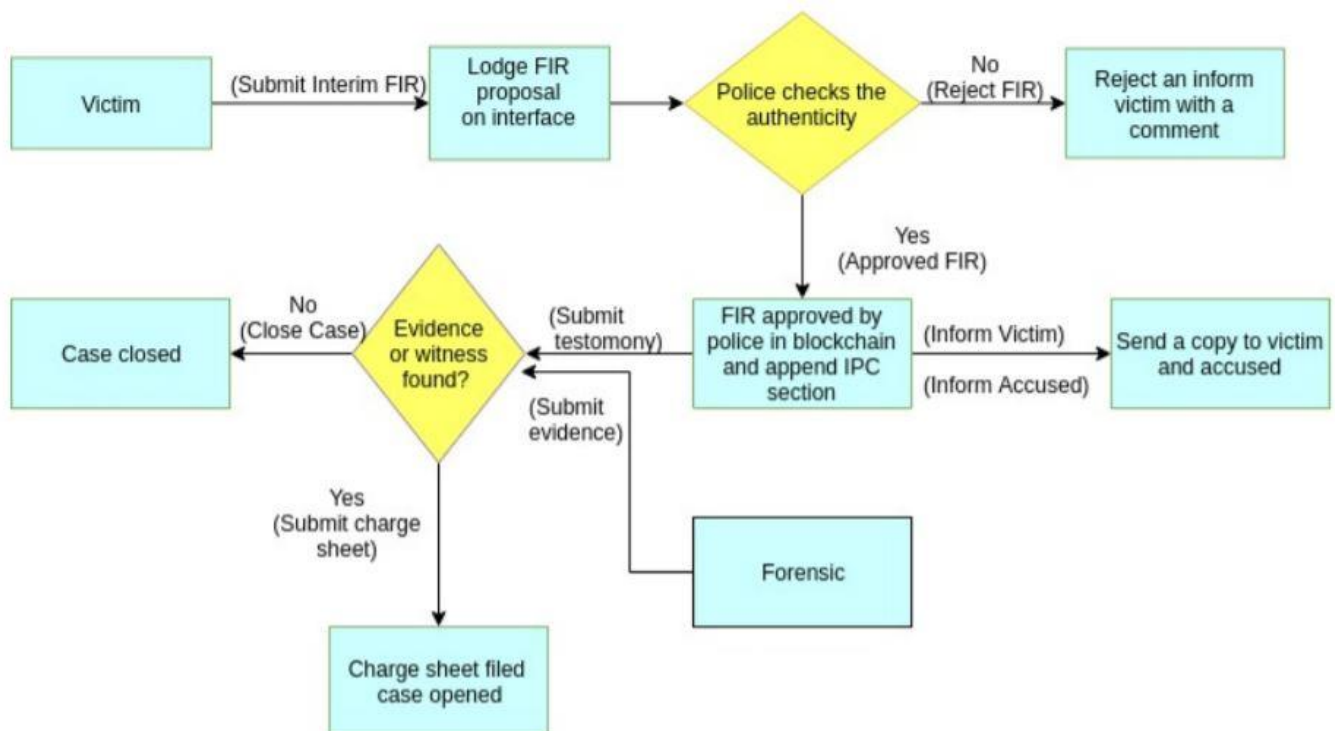 Victim
(Submit Interim FIR)
Lodge FIR
proposal
on interface
Police checks the
authenticity
No
(Reject FIR)
Reject an inform
victim with a
comment
Yes
(Approved FIR)
Case closed
No
(Close Case)
Evidence
or witness
found?
(Submit
testomony)
FIR approved by
police in blockchain
and append IPC
section
(Inform Victim)
(Inform Accused)
Send a copy to victim
and accused
(Submit
evidence)
Yes
(Submit charge
sheet)
Forensic
Charge sheet filed
case opened